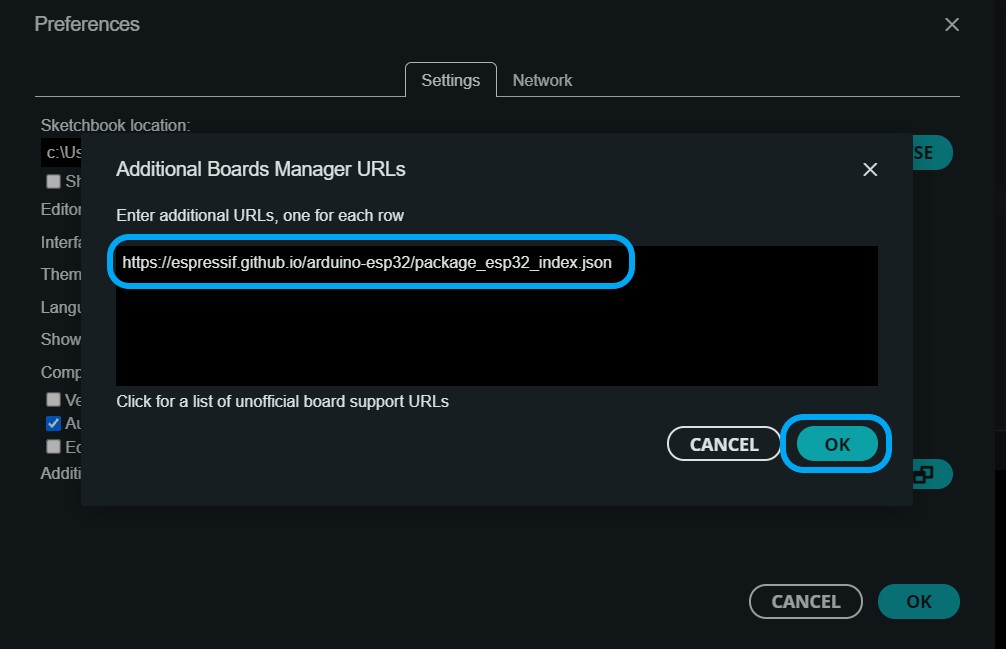 Preferences
Settings
Network
Sketchbook location:
c:\Us
SE
Sh
Editor
Interfa
Them
Langu
Show
Comp
Ve
Au
Ed
Additi
Additional Boards Manager URLs
Enter additional URLs, one for each row
https://espressif.github.io/arduino-esp32/package_esp32_index.json
Click for a list of unofficial board support URLs
CANCEL
OK
CANCEL
OK